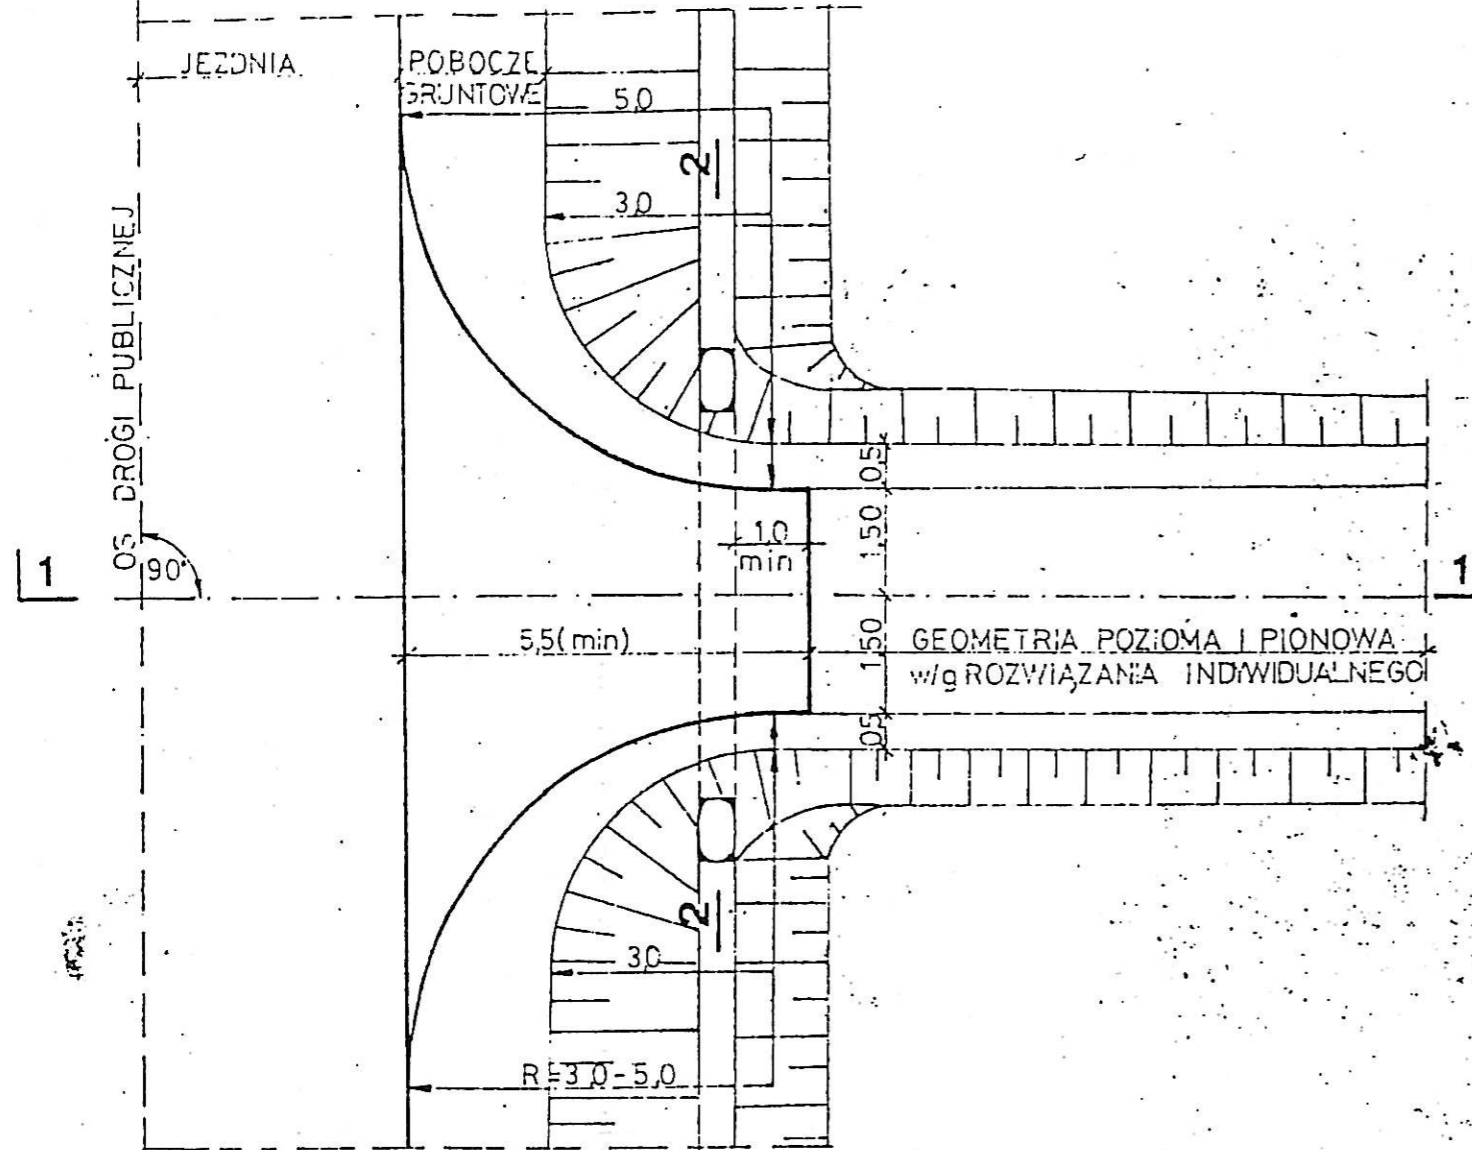 JEZDNIA
POBOCZE
GRUNTOWE
5,0
2
3,0
OŚ DROGI PUBLICZNEJ
0,5
1,50
1,0
min
1
90°
1
5,5(min)
1,50
GEOMETRIA POZIOMA I PIONOWA
w/g ROZWIĄZANIA INDYWIDUALNEGO
0,5
2
3,0
R=3,0-5,0